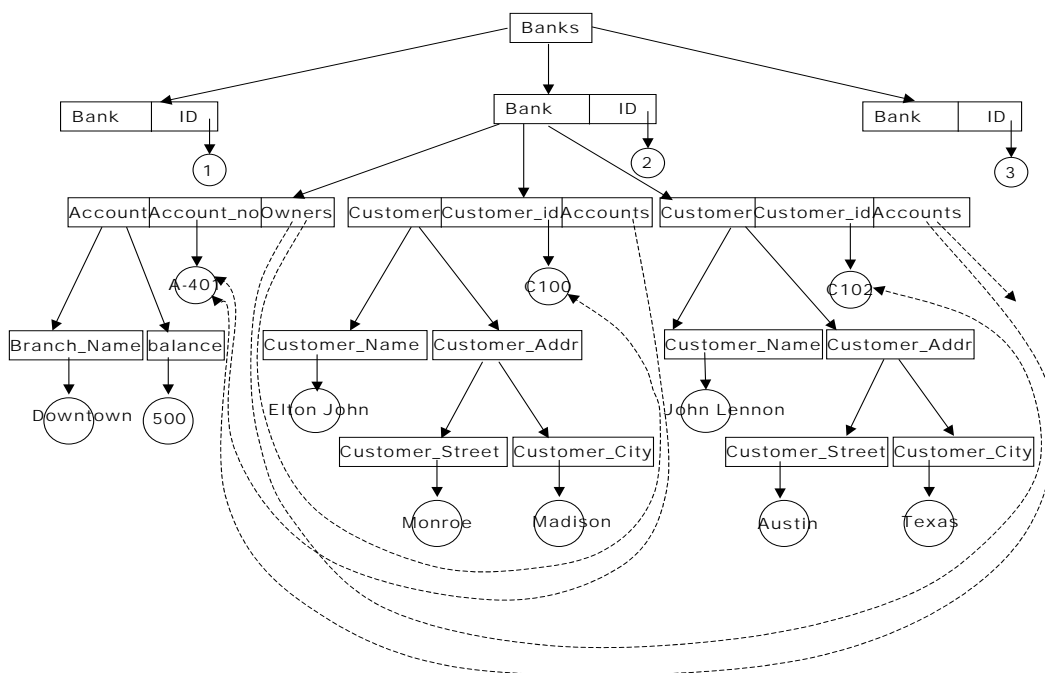 Banks
Bank ID
Bank ID
Bank ID
1
2
3
Account Account_no Owners
Customer Customer_id Accounts
Customer Customer_id Accounts
A-401
C100
C102
Branch_Name balance
Customer_Name Customer_Addr
Customer_Name Customer_Addr
Downtown 500
Elton John
John Lennon
Customer_Street Customer_City
Customer_Street Customer_City
Monroe Madison
Austin Texas